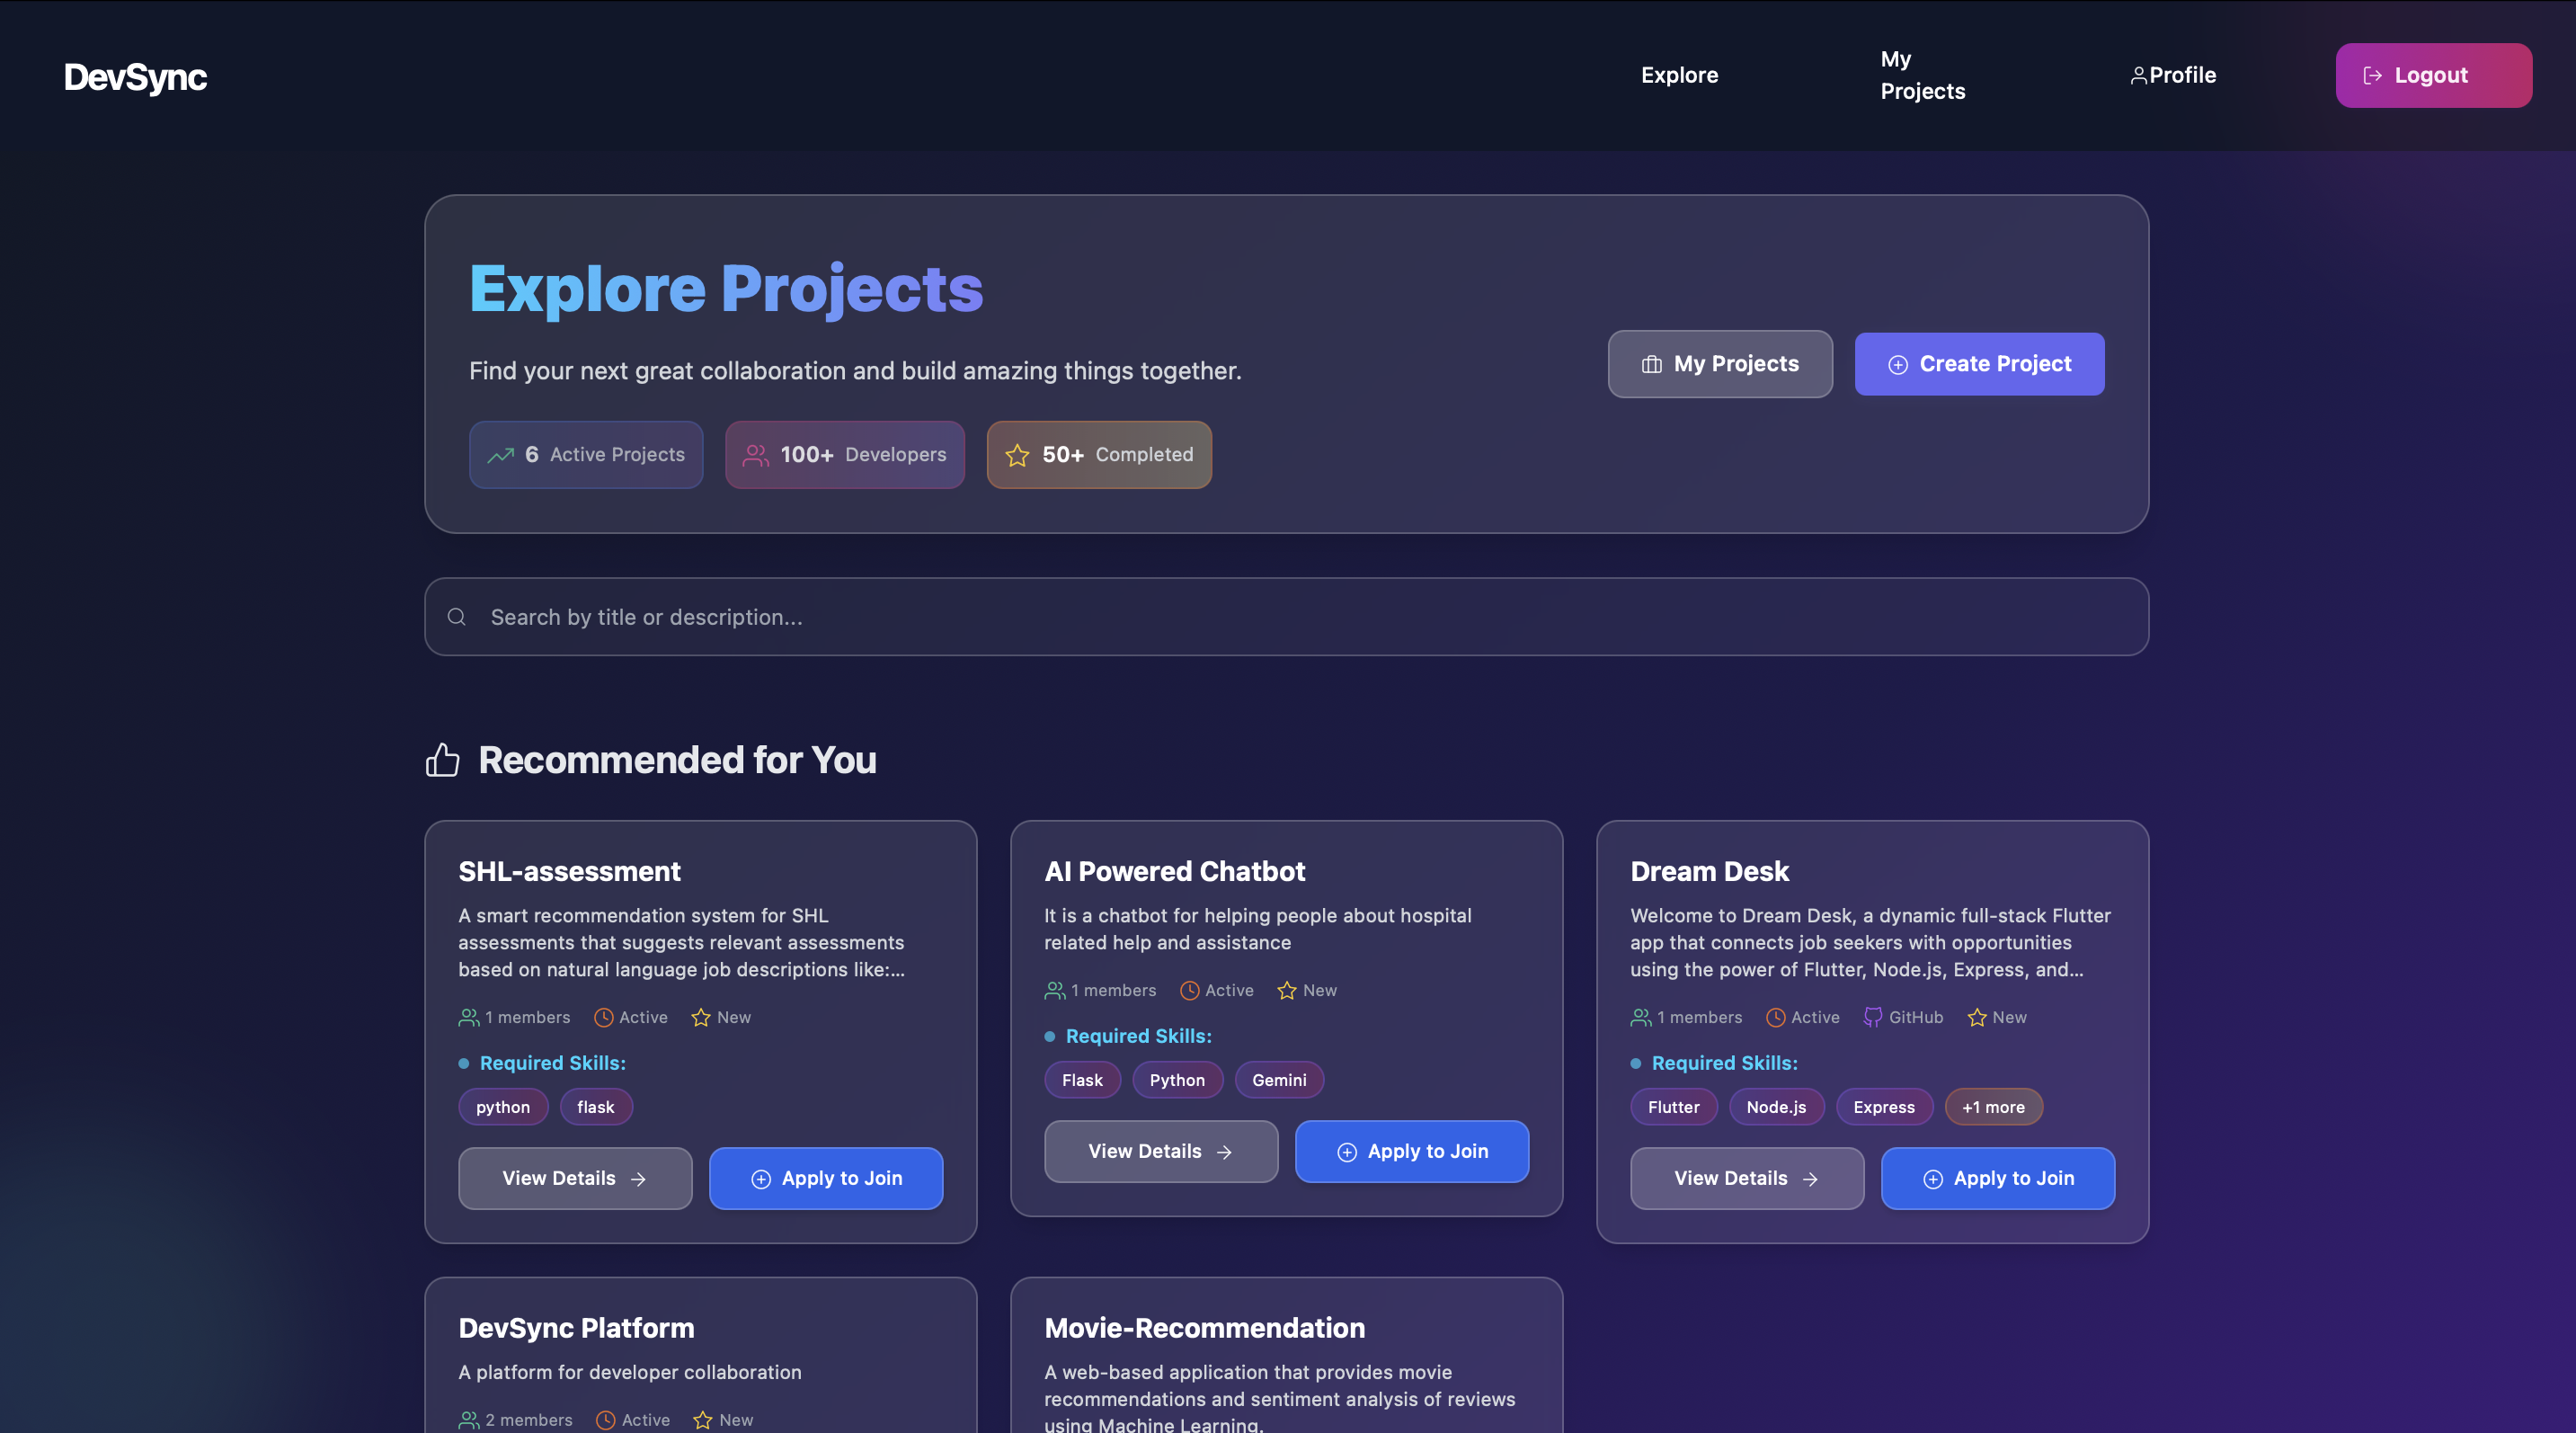 DevSync
Explore
My
Projects
Profile
Logout
Explore Projects
Find your next great collaboration and build amazing things together.
My Projects
Create Project
6 Active Projects
100+ Developers
50+ Completed
Search by title or description...
Recommended for You
SHL-assessment
A smart recommendation system for SHL
assessments that suggests relevant assessments
based on natural language job descriptions like:...
1 members Active New
Required Skills:
python flask
View Details → Apply to Join
AI Powered Chatbot
It is a chatbot for helping people about hospital
related help and assistance
1 members Active New
Required Skills:
Flask Python Gemini
View Details → Apply to Join
Dream Desk
Welcome to Dream Desk, a dynamic full-stack Flutter
app that connects job seekers with opportunities
using the power of Flutter, Node.js, Express, and...
1 members Active GitHub New
Required Skills:
Flutter Node.js Express +1 more
View Details → Apply to Join
DevSync Platform
A platform for developer collaboration
2 members Active New
Movie-Recommendation
A web-based application that provides movie
recommendations and sentiment analysis of reviews
using Machine Learning.